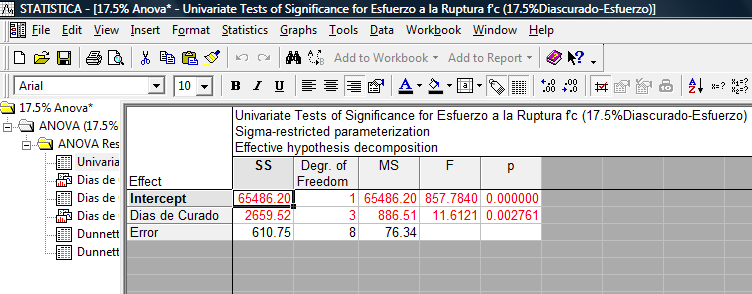 STATISTICA - [17.5% Anova* - Univariate Tests of Significance for Esfuerzo a la Ruptura f'c (17.5%Diascurado-Esfuerzo)]
File Edit View Insert Format Statistics Graphs Tools Data Workbook Window Help
Add to Workbook Add to Report
Arial 10 B I U
17.5% Anova*
ANOVA (17.5%
ANOVA Res
Univaria
Dias de
Dias de
Dias de
Dunnett
Dunnett
Univariate Tests of Significance for Esfuerzo a la Ruptura f'c (17.5%Diascurado-Esfuerzo)
Sigma-restricted parameterization
Effective hypothesis decomposition
Effect SS Degr. of Freedom MS F p
Intercept 65486.20 1 65486.20 857.7840 0.000000
Dias de Curado 2659.52 3 886.51 11.6121 0.002761
Error 610.75 8 76.34